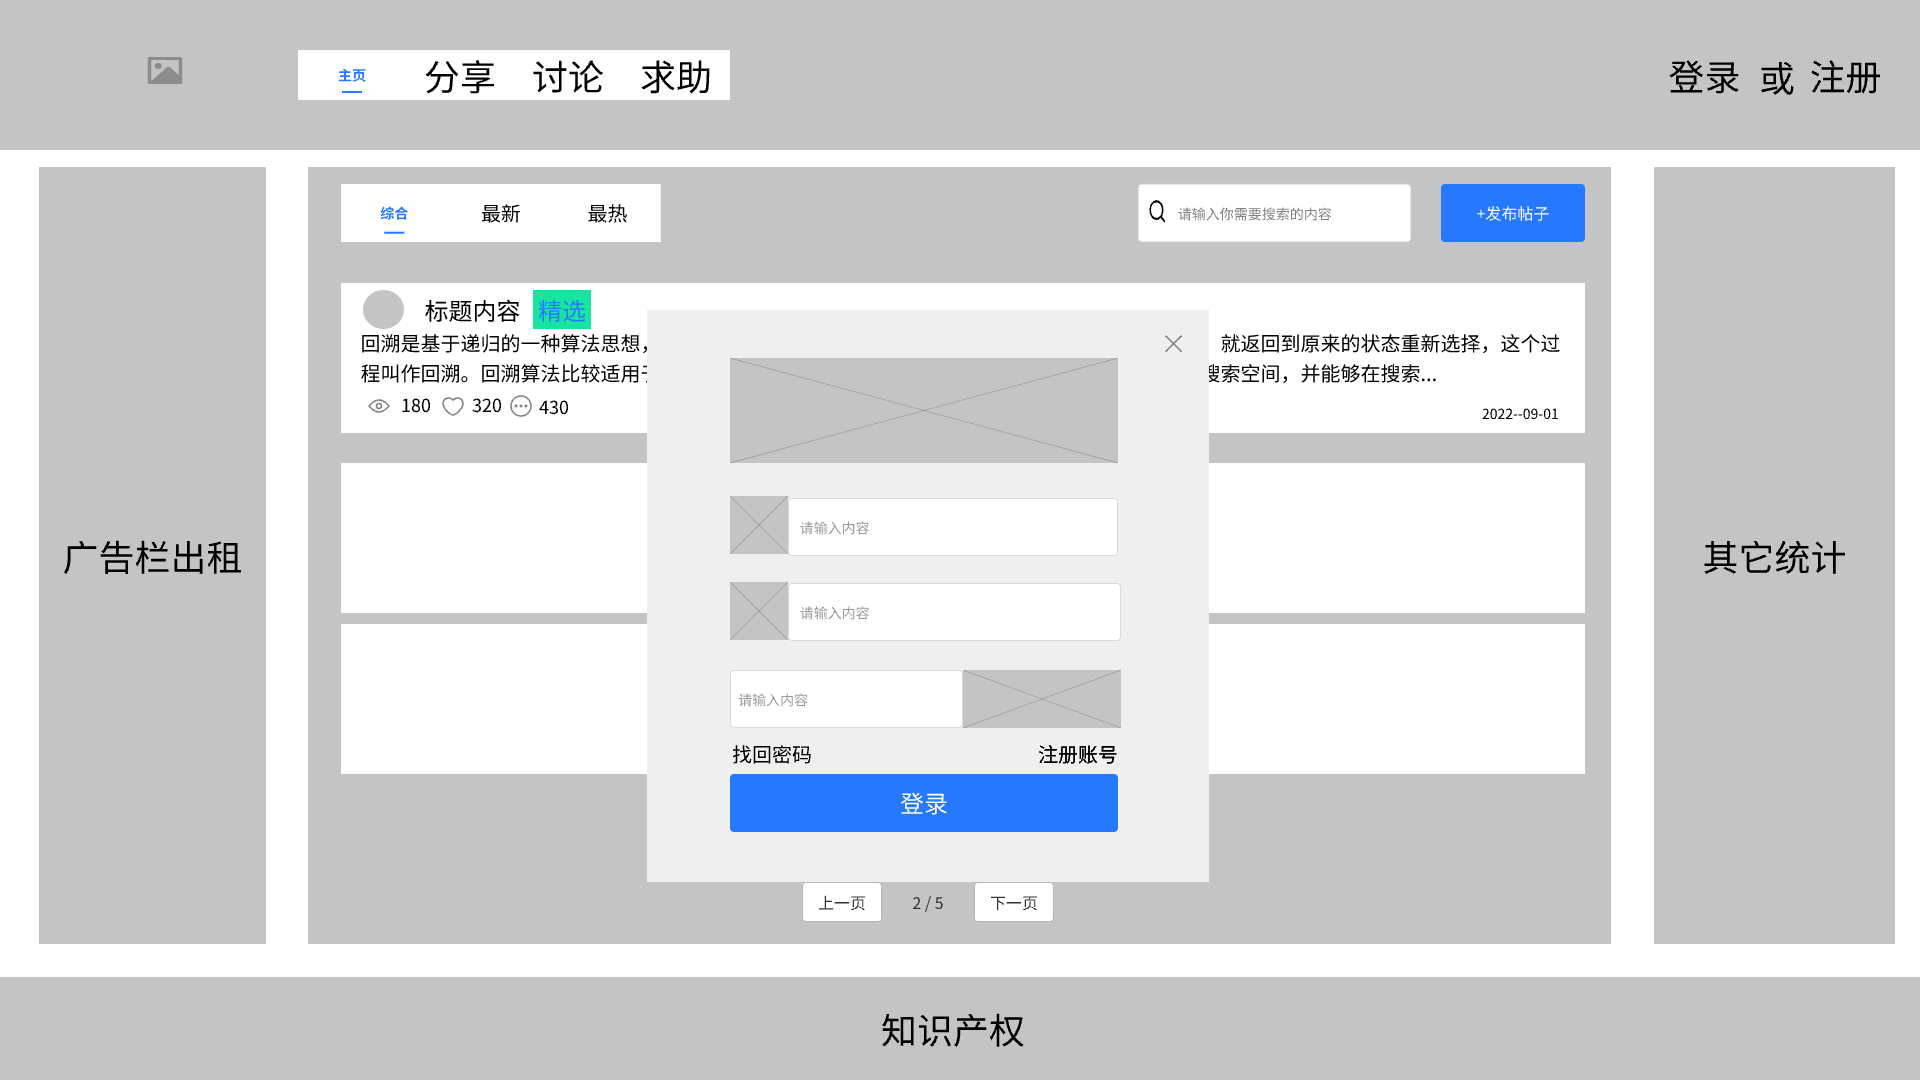 主页 分享 讨论 求助
登录 或 注册
综合 最新 最热
请输入你需要搜索的内容
+发布帖子
标题内容 精选
回溯是基于递归的一种算法思想, 就返回到原来的状态重新选择，这个过
程叫作回溯。回溯算法比较适用 搜索空间，并能够在搜索...
180 320 430
2022--09-01
广告栏出租
其它统计
请输入内容
请输入内容
请输入内容
找回密码 注册账号
登录
上一页 2 / 5 下一页
知识产权